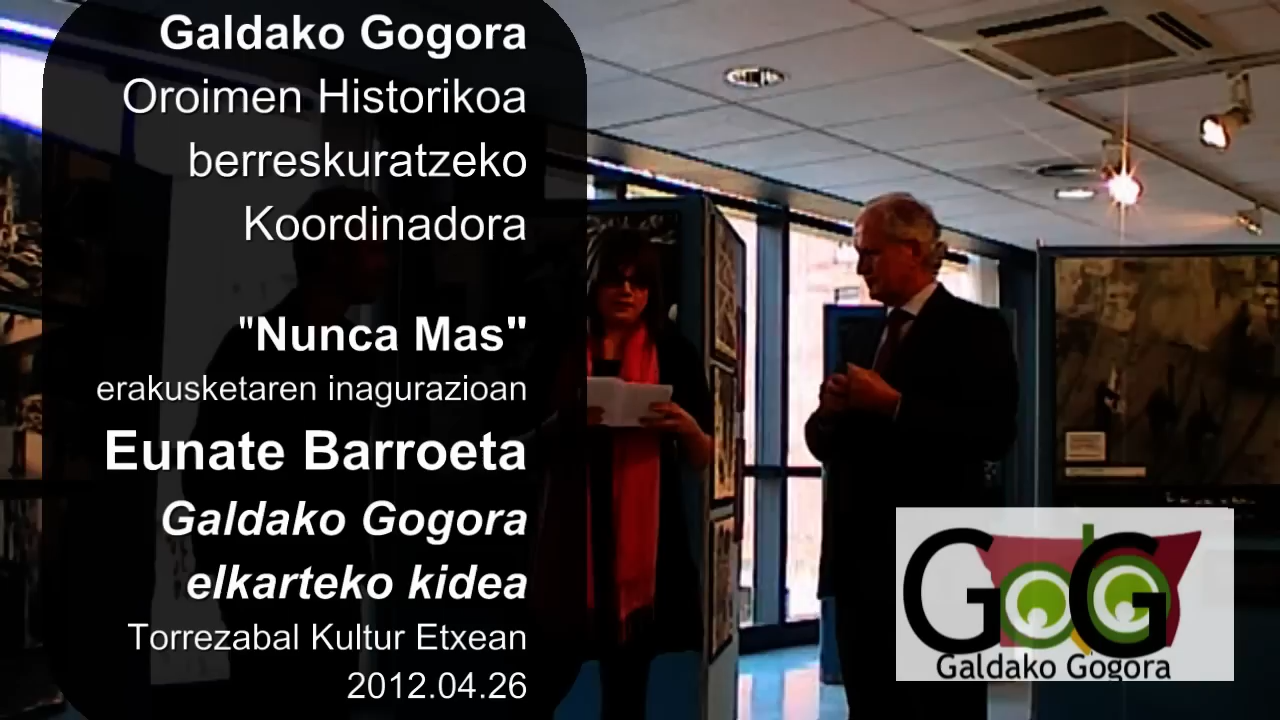 Galdako Gogora
Oroimen Historikoa
berreskuratzeko
Koordinadora
"Nunca Mas"
erakusketaren inagurazioan
Eunate Barroeta
Galdako Gogora
elkarteko kidea
Torrezabal Kultur Etxean
2012.04.26
GoGG
Galdako Gogora